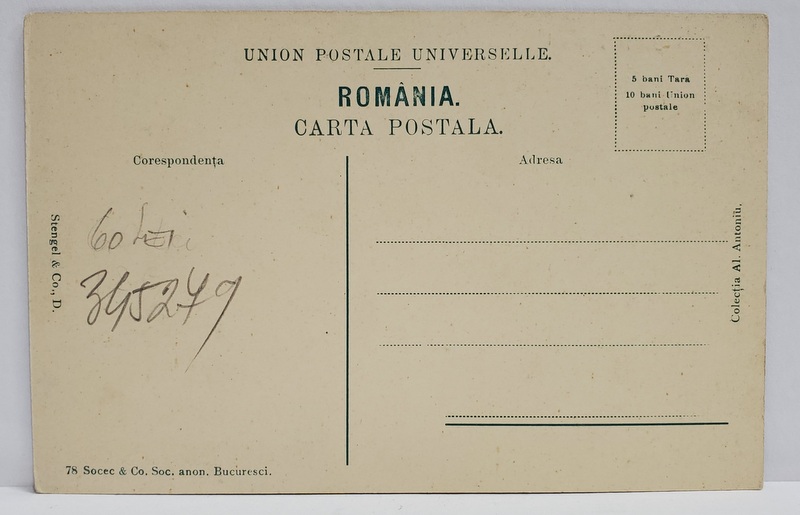 UNION POSTALE UNIVERSELLE.
ROMÂNIA.
CARTA POSTALA.
5 bani Tara
10 bani Union
postale
Corespondența
Adresa
Stengel & Co., D.
60 LEI
345279
Colecția Al. Antoniu.
78 Socec & Co. Soc. anon. Bucuresci.